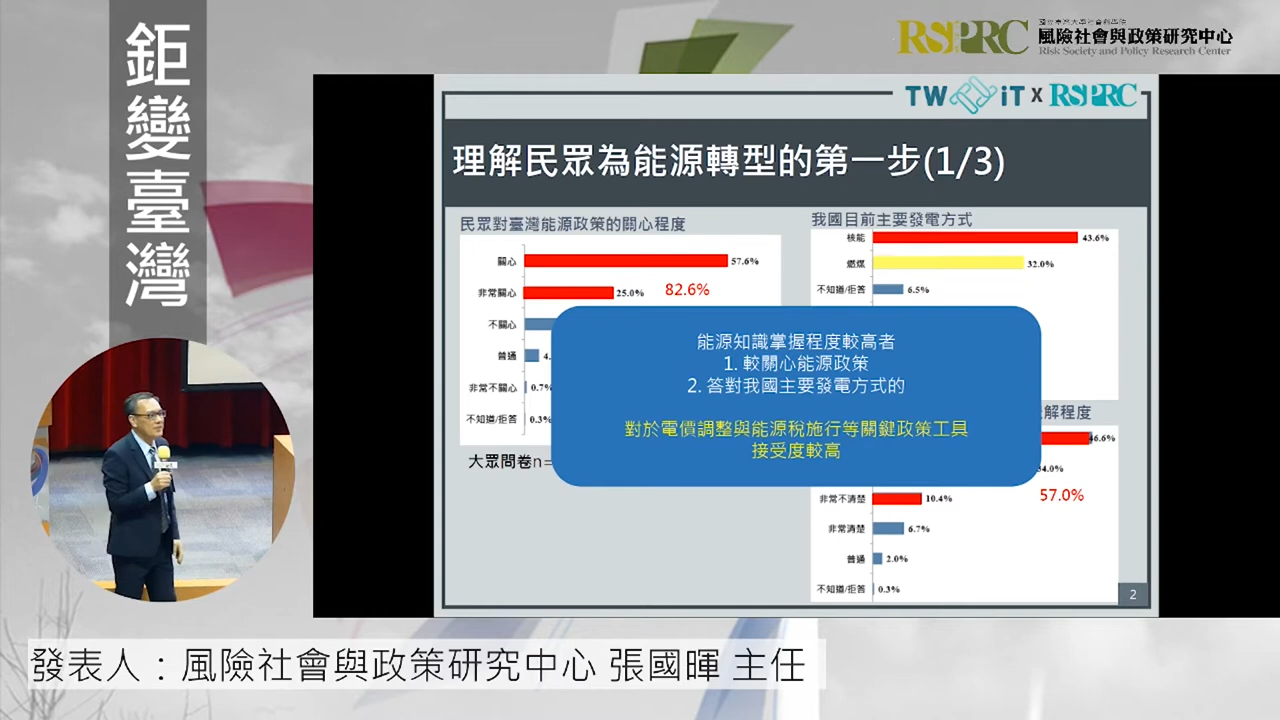 鉅變臺灣
RSPRC
風險社會與政策研究中心
Risk Society and Policy Research Center
TW iT X RSPRC
理解民眾為能源轉型的第一步(1/3)
民眾對臺灣能源政策的關心程度
關心 57.6%
非常關心 25.0% 82.6%
不關心
普通 4.
非常不關心 0.7%
不知道/拒答 0.3%
大眾問卷n=
我國目前主要發電方式
核能 43.6%
燃煤 32.0%
不知道/拒答 6.5%
能源知識掌握程度較高者
1. 較關心能源政策
2. 答對我國主要發電方式的
對於電價調整與能源稅施行等關鍵政策工具
接受度較高
解程度
46.6%
34.0%
57.0%
非常不清楚 10.4%
非常清楚 6.7%
普通 2.0%
不知道/拒答 0.3%
2
發表人：風險社會與政策研究中心 張國暉 主任